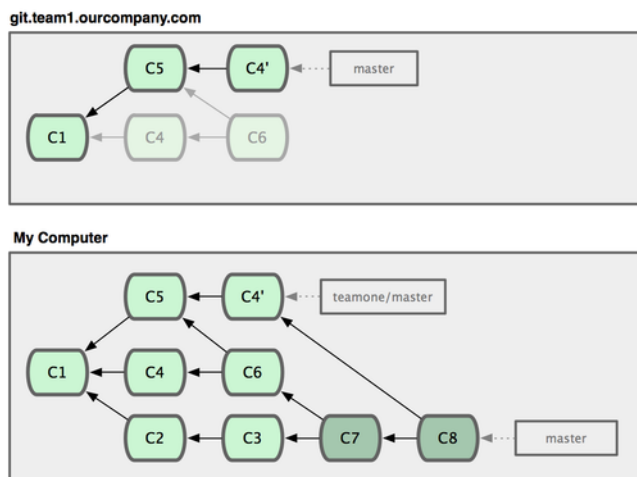 git.team1.ourcompany.com
C5 C4' master
C1 C4 C6
My Computer
C5 C4' teamone/master
C1 C4 C6
C2 C3 C7 C8 master